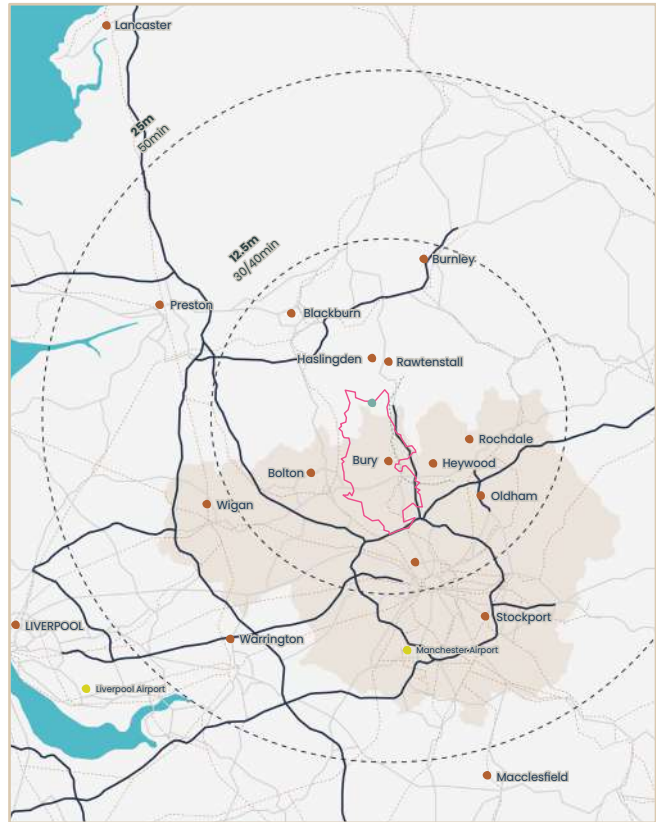 Lancaster
25m
50min
12.5m
30/40min
Burnley
Preston
Blackburn
Haslingden
Rawtenstall
Rochdale
Bury
Heywood
Bolton
Oldham
Wigan
Stockport
LIVERPOOL
Warrington
Manchester Airport
Liverpool Airport
Macclesfield